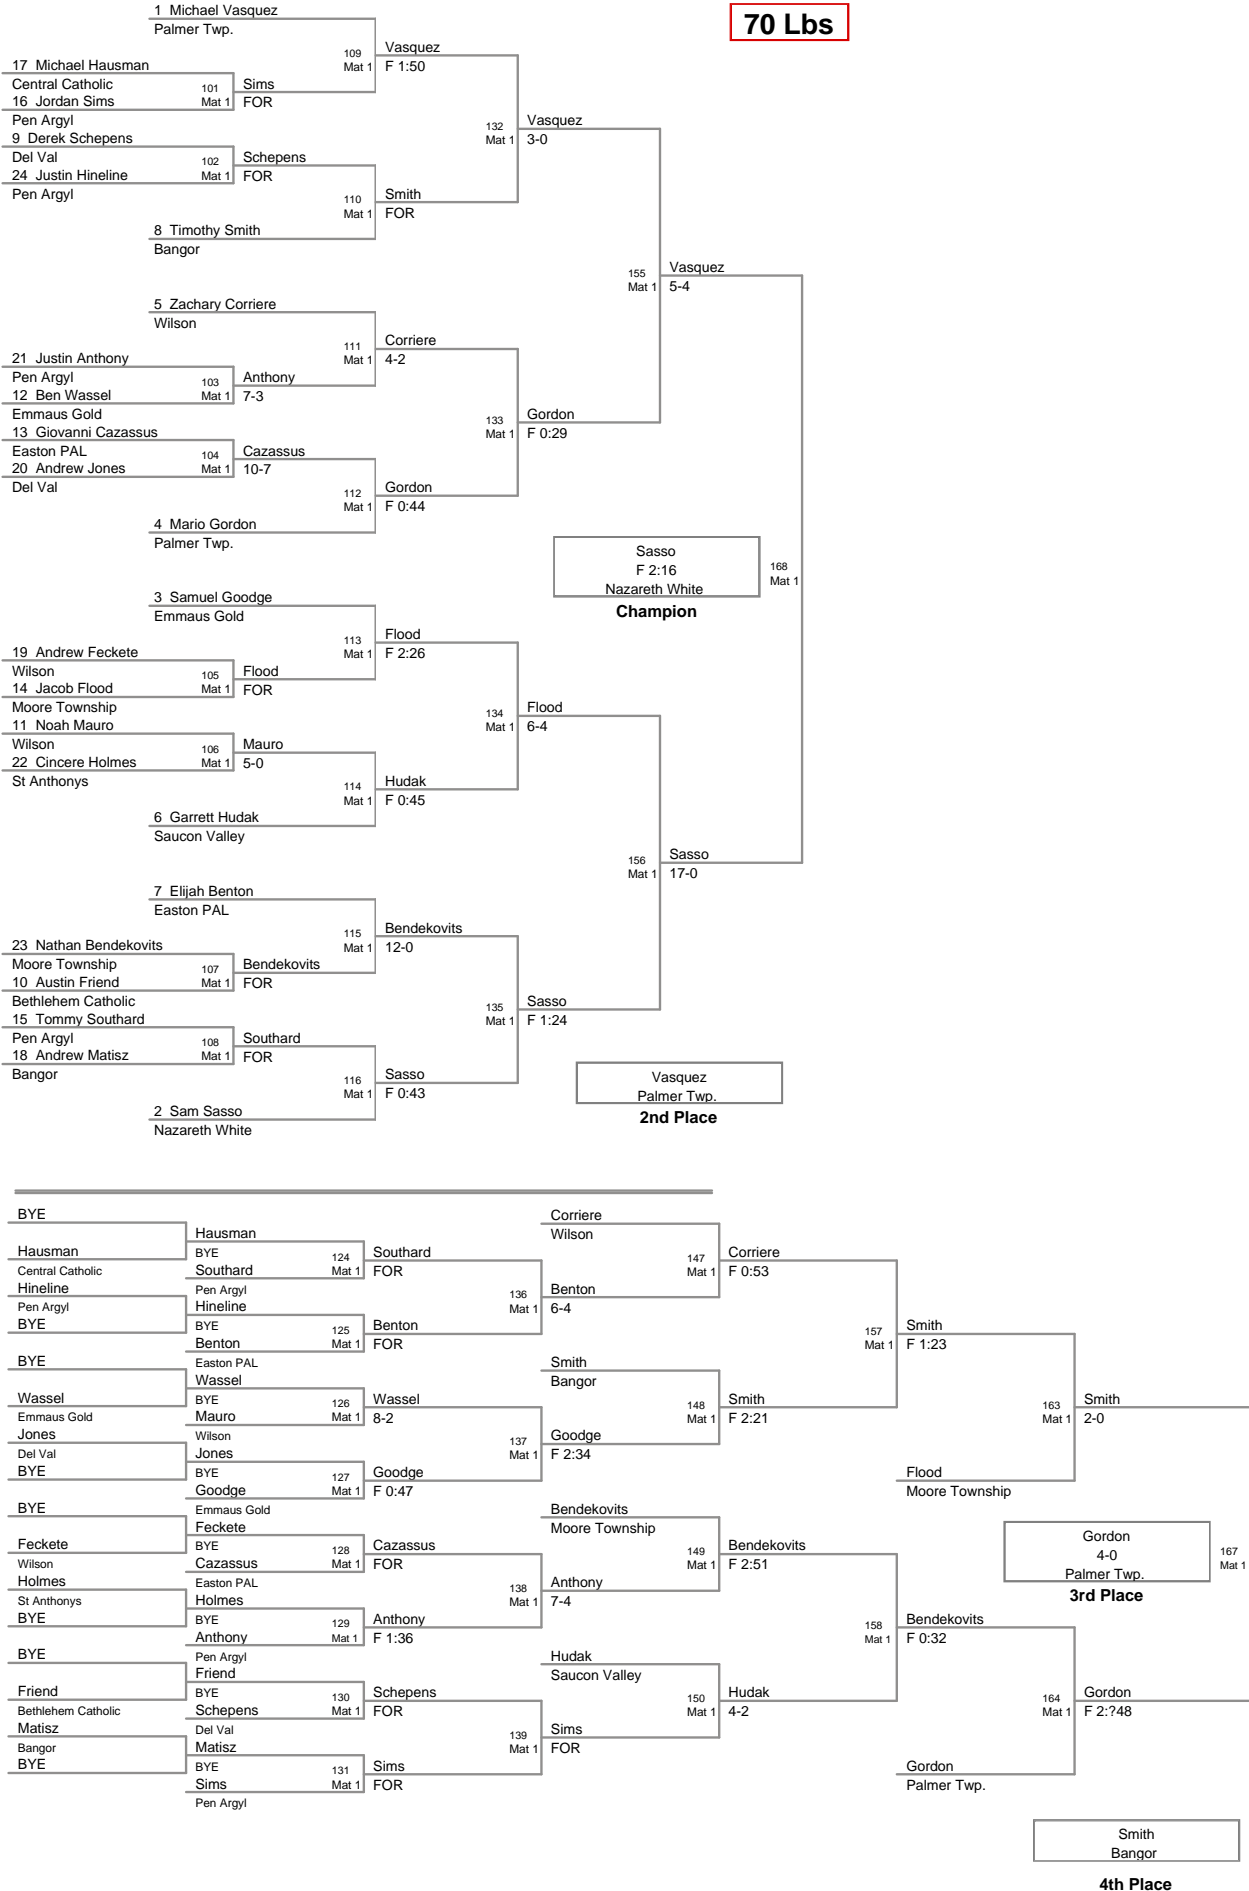 70 Lbs
1 Michael Vasquez
Palmer Twp.
109
Mat 1
Vasquez
F 1:50
17 Michael Hausman
Central Catholic
101
Mat 1
Sims
FOR
16 Jordan Sims
Pen Argyl
132
Mat 1
Vasquez
3-0
9 Derek Schepens
Del Val
102
Mat 1
Schepens
FOR
24 Justin Hineline
Pen Argyl
110
Mat 1
Smith
FOR
8 Timothy Smith
Bangor
155
Mat 1
Vasquez
5-4
5 Zachary Corriere
Wilson
111
Mat 1
Corriere
4-2
21 Justin Anthony
Pen Argyl
103
Mat 1
Anthony
7-3
12 Ben Wassel
Emmaus Gold
133
Mat 1
Gordon
F 0:29
13 Giovanni Cazassus
Easton PAL
104
Mat 1
Cazassus
10-7
20 Andrew Jones
Del Val
112
Mat 1
Gordon
F 0:44
4 Mario Gordon
Palmer Twp.
Sasso
F 2:16
Nazareth White
Champion
168
Mat 1
3 Samuel Goodge
Emmaus Gold
113
Mat 1
Flood
F 2:26
19 Andrew Feckete
Wilson
105
Mat 1
Flood
FOR
14 Jacob Flood
Moore Township
134
Mat 1
Flood
6-4
11 Noah Mauro
Wilson
106
Mat 1
Mauro
5-0
22 Cincere Holmes
St Anthonys
114
Mat 1
Hudak
F 0:45
6 Garrett Hudak
Saucon Valley
156
Mat 1
Sasso
17-0
7 Elijah Benton
Easton PAL
115
Mat 1
Bendekovits
12-0
23 Nathan Bendekovits
Moore Township
107
Mat 1
Bendekovits
FOR
10 Austin Friend
Bethlehem Catholic
135
Mat 1
Sasso
F 1:24
15 Tommy Southard
Pen Argyl
108
Mat 1
Southard
FOR
18 Andrew Matisz
Bangor
116
Mat 1
Sasso
F 0:43
2 Sam Sasso
Nazareth White
Vasquez
Palmer Twp.
2nd Place
BYE
Hausman
Central Catholic
Hineline
Pen Argyl
BYE
BYE
Wassel
Emmaus Gold
Jones
Del Val
BYE
BYE
Feckete
Wilson
Holmes
St Anthonys
BYE
BYE
Friend
Bethlehem Catholic
Matisz
Bangor
BYE
Hausman
BYE
124
Mat 1
Southard
Pen Argyl
Hineline
BYE
125
Mat 1
Benton
Easton PAL
Wassel
BYE
126
Mat 1
Mauro
Wilson
Jones
BYE
127
Mat 1
Goodge
Emmaus Gold
Feckete
BYE
128
Mat 1
Cazassus
Easton PAL
Holmes
BYE
129
Mat 1
Anthony
Pen Argyl
Friend
BYE
130
Mat 1
Schepens
Del Val
Matisz
BYE
131
Mat 1
Sims
Pen Argyl
Southard
FOR
136
Mat 1
Benton
FOR
Wassel
8-2
137
Mat 1
Goodge
F 0:47
Cazassus
FOR
138
Mat 1
Anthony
F 1:36
Schepens
FOR
139
Mat 1
Sims
FOR
Corriere
Wilson
147
Mat 1
Benton
6-4
Smith
Bangor
148
Mat 1
Goodge
F 2:34
Bendekovits
Moore Township
149
Mat 1
Anthony
7-4
Hudak
Saucon Valley
150
Mat 1
Sims
FOR
Corriere
F 0:53
157
Mat 1
Smith
F 2:21
Bendekovits
F 2:51
158
Mat 1
Hudak
4-2
Smith
F 1:23
163
Mat 1
Flood
Moore Township
Smith
2-0
Gordon
4-0
Palmer Twp.
3rd Place
167
Mat 1
Bendekovits
F 0:32
164
Mat 1
Gordon
Palmer Twp.
Gordon
F 2:?48
Smith
Bangor
4th Place